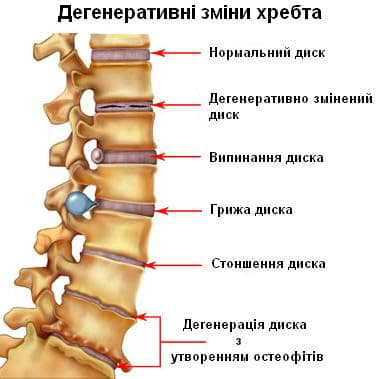 Дегенеративні зміни хребта
Нормальний диск
Дегенеративно змінений
диск
Випинання диска
Грижа диска
Стоншення диска
Дегенерація диска
з
утворенням остеофітів